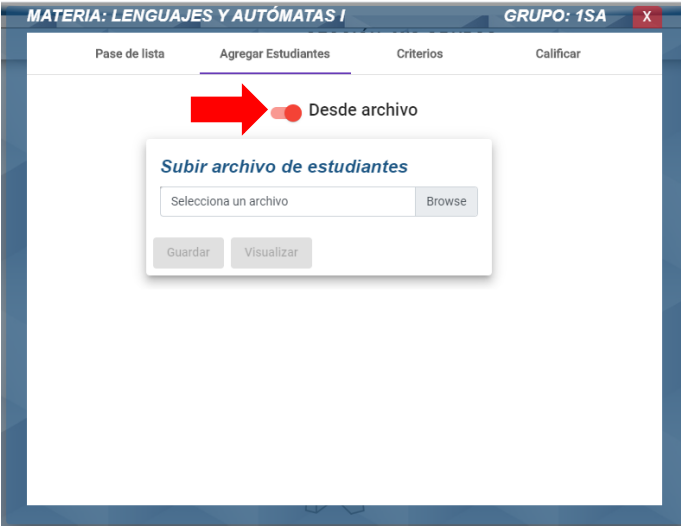 MATERIA: LENGUAJES Y AUTÓMATAS I GRUPO: 1SA X
Pase de lista Agregar Estudiantes Criterios Calificar
Desde archivo
Subir archivo de estudiantes
Selecciona un archivo Browse
Guardar Visualizar